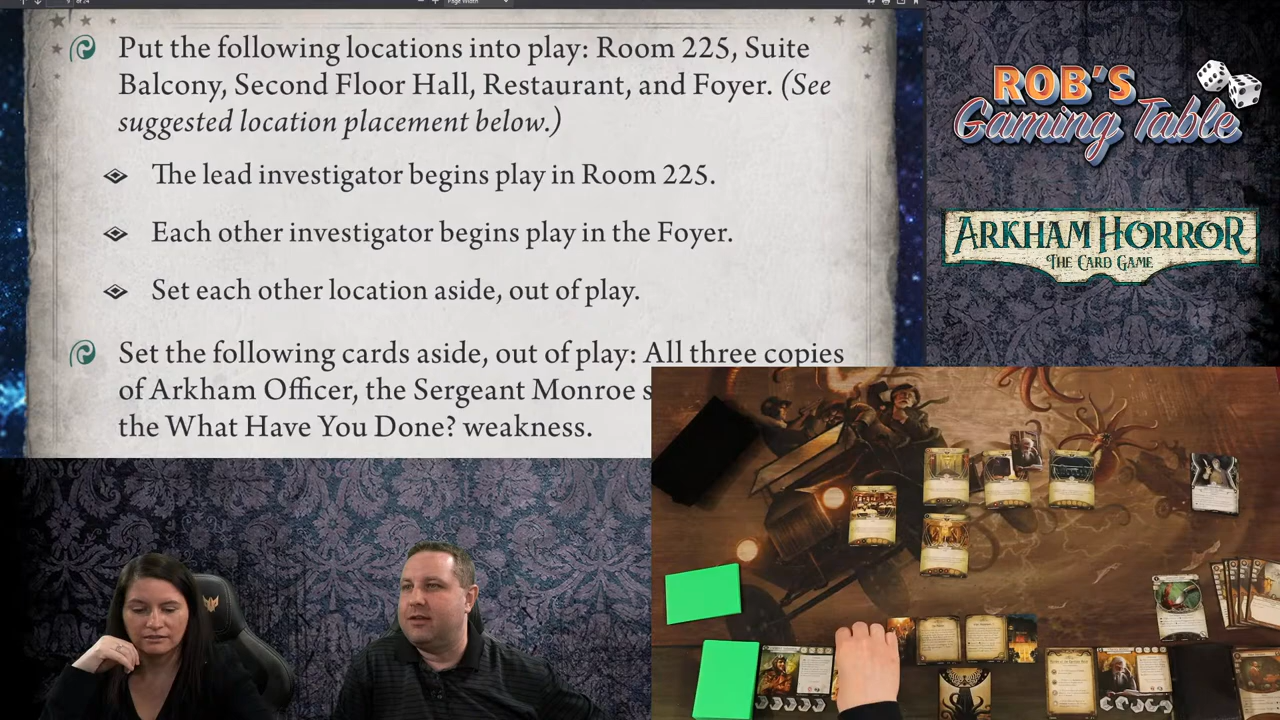 Put the following locations into play: Room 225, Suite
Balcony, Second Floor Hall, Restaurant, and Foyer. (See
suggested location placement below.)
The lead investigator begins play in Room 225.
Each other investigator begins play in the Foyer.
Set each other location aside, out of play.
Set the following cards aside, out of play: All three copies
of Arkham Officer, the Sergeant Monroe s
the What Have You Done? weakness.
ROB'S
Gaming Table
ARKHAM HORROR
THE CARD GAME